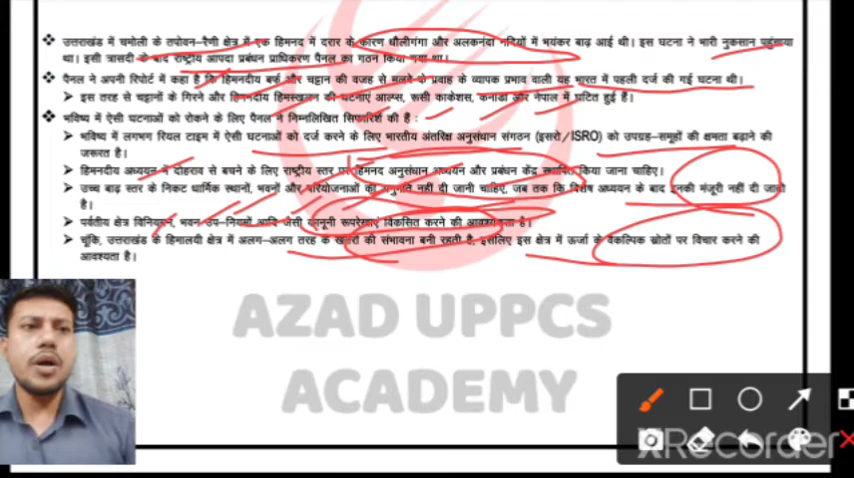 ❖ उत्तराखंड में चमोली के तपोवन–रैणी क्षेत्र में एक हिमनद में दरार के कारण धौलीगंगा और अलकनंदा नदियों में भयंकर बाढ़ आई थी। इस घटना ने भारी नुकसान पहुंचाया
था। इसी त्रासदी के बाद राष्ट्रीय आपदा प्रबंधन प्राधिकरण पैनल का गठन किया गया था।
❖ पैनल ने अपनी रिपोर्ट में कहा है कि हिमनदीय बर्फ और चट्टान की वजह से मलबे के प्रवाह के व्यापक प्रभाव वाली यह भारत में पहली दर्ज की गई घटना थी।
➢ इस तरह से चट्टानों के गिरने और हिमनदीय हिमस्खलन की घटनाएं आल्प्स, रूसी काकेशस, कनाडा और नेपाल में घटित हुई हैं।
❖ भविष्य में ऐसी घटनाओं को रोकने के लिए पैनल ने निम्नलिखित सिफारिशें की हैं :
➢ भविष्य में लगभग रियल टाइम में ऐसी घटनाओं को दर्ज करने के लिए भारतीय अंतरिक्ष अनुसंधान संगठन (इसरो/ISRO) को उपग्रह–समूहों की क्षमता बढ़ाने की
जरूरत है।
➢ हिमनदीय अध्ययन में दोहराव से बचने के लिए राष्ट्रीय स्तर पर हिमनद अनुसंधान अध्ययन और प्रबंधन केंद्र स्थापित किया जाना चाहिए।
➢ उच्च बाढ़ स्तर के निकट धार्मिक स्थानों, भवनों और परियोजनाओं की अनुमति नहीं दी जानी चाहिए, जब तक कि विशेष अध्ययन के बाद इनकी मंजूरी नहीं दी जाती
है।
➢ पर्वतीय क्षेत्र विनियमन, भवन उप–नियमों आदि जैसी कानूनी रूपरेखाएं विकसित करने की आवश्यकता है।
➢ चूंकि, उत्तराखंड के हिमालयी क्षेत्र में अलग–अलग तरह के खतरों की संभावना बनी रहती है, इसलिए इस क्षेत्र में ऊर्जा के वैकल्पिक स्रोतों पर विचार करने की
आवश्यता है।
AZAD UPPCS
ACADEMY
XRecorder